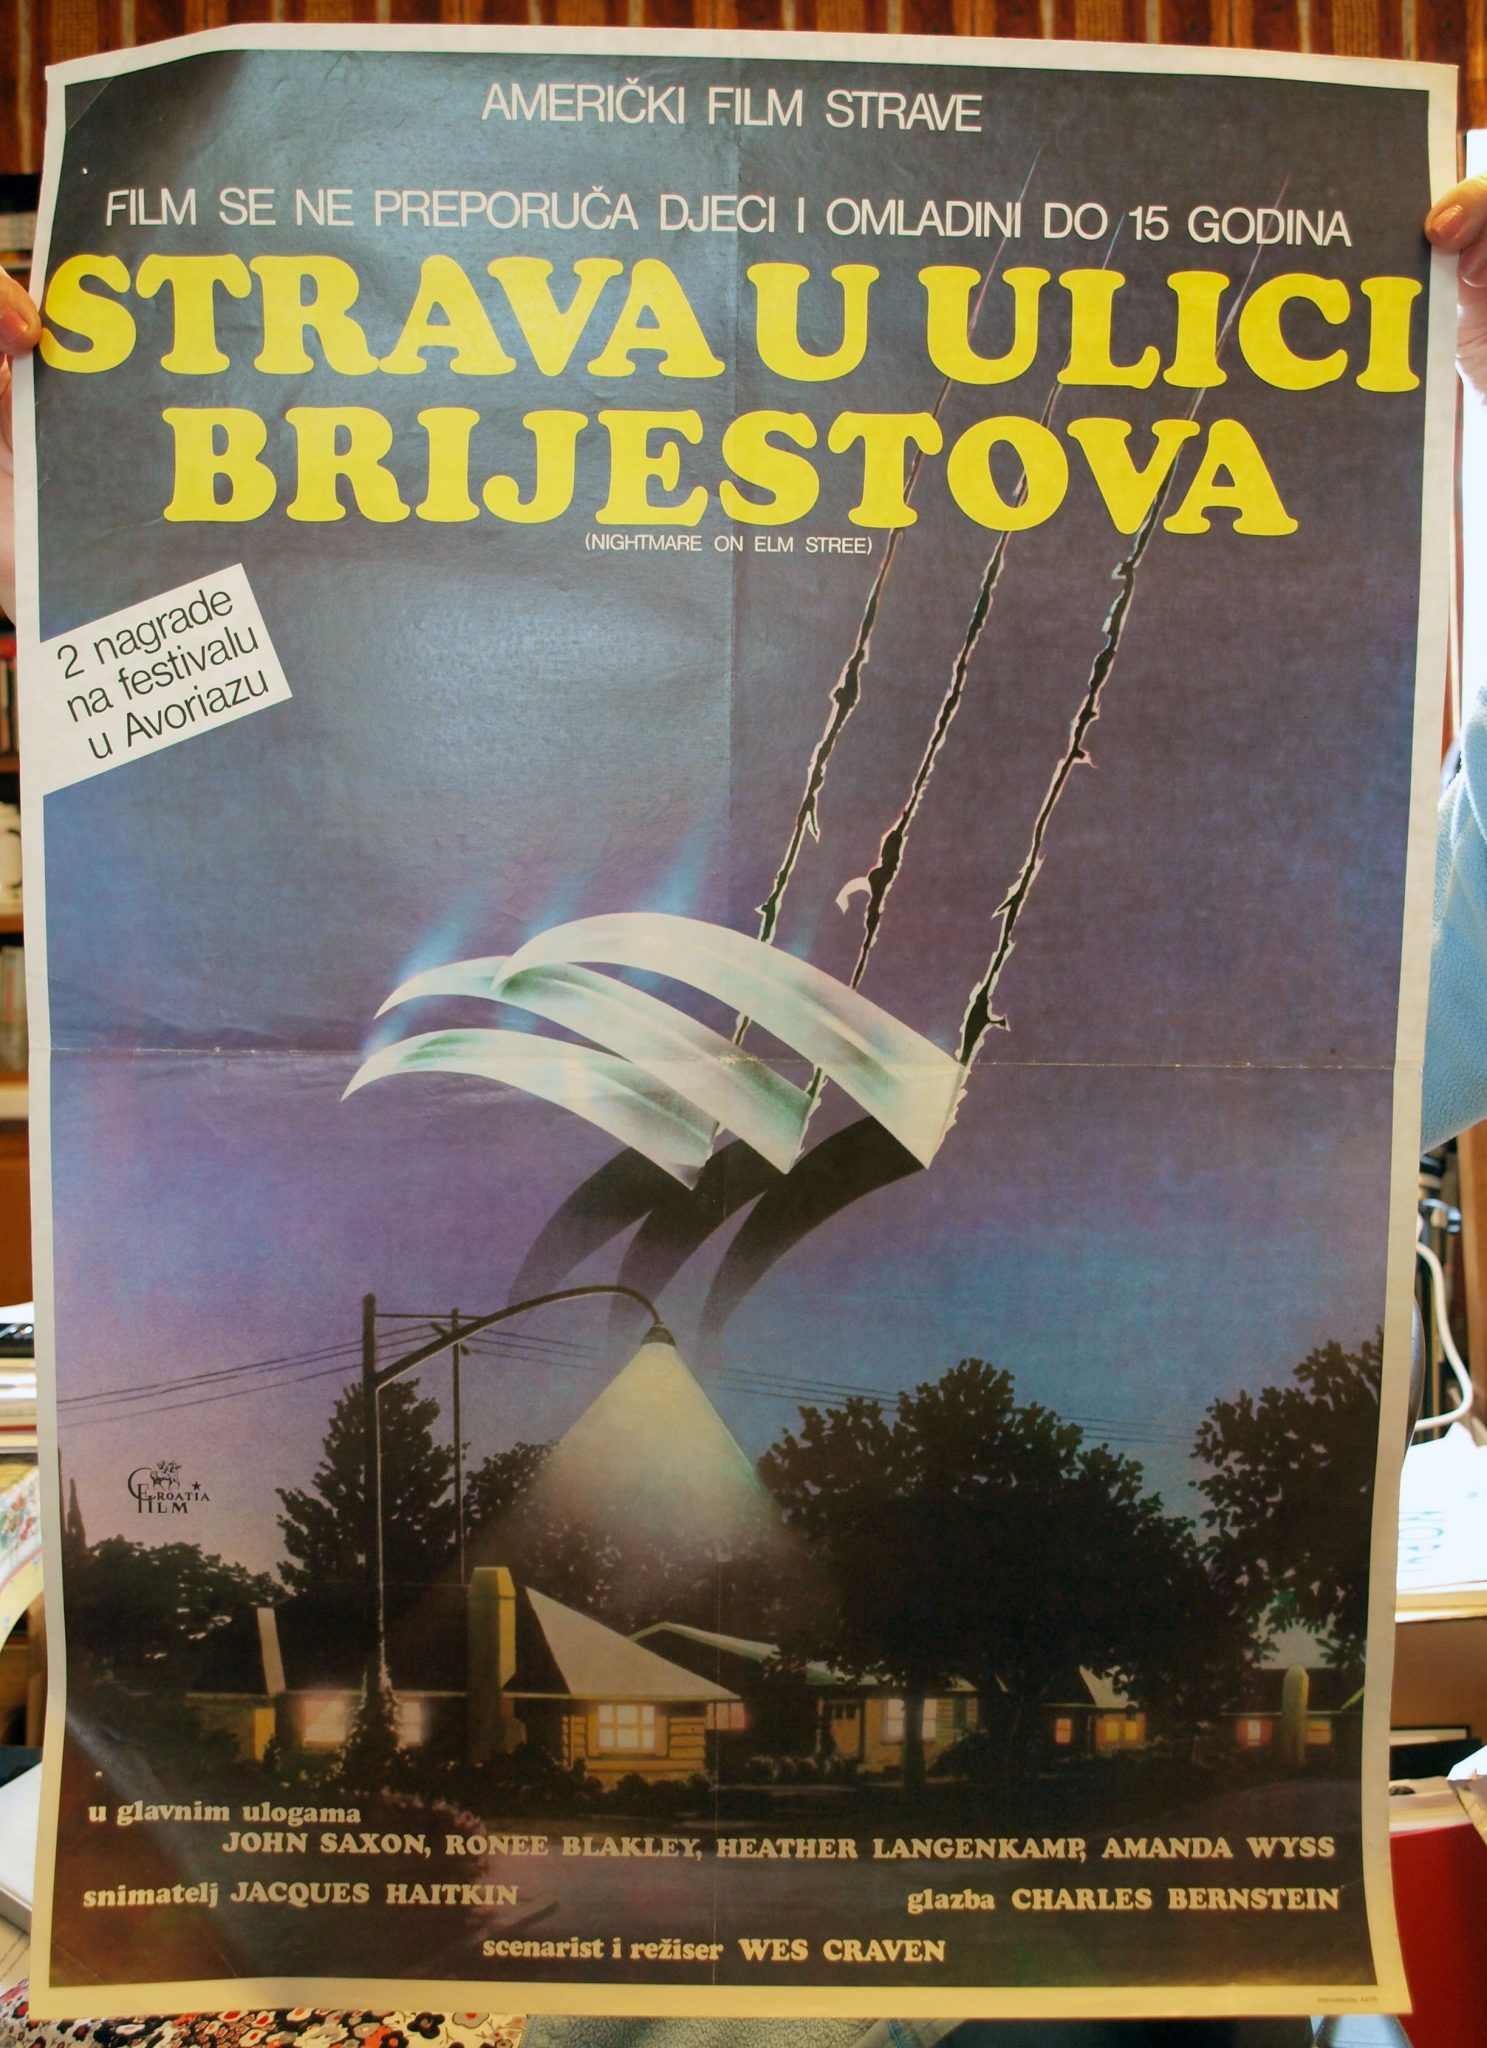 AMERIČKI FILM STRAVE
FILM SE NE PREPORUČA DJECI I OMLADINI DO 15 GODINA
STRAVA U ULICI
BRIJESTOVA
(NIGHTMARE ON ELM STREE)
2 nagrade
na festivalu
u Avoriazu
CROATIA
FILM
u glavnim ulogama
JOHN SAXON, RONEE BLAKLEY, HEATHER LANGENKAMP, AMANDA WYSS
snimatelj JACQUES HAITKIN glazba CHARLES BERNSTEIN
scenarist i režiser WES CRAVEN